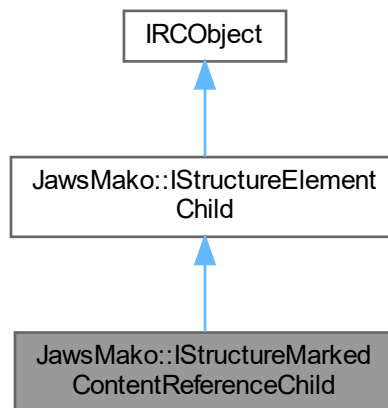 IRCObject
JawsMako::IStructureElement
Child
JawsMako::IStructureMarked
ContentReferenceChild